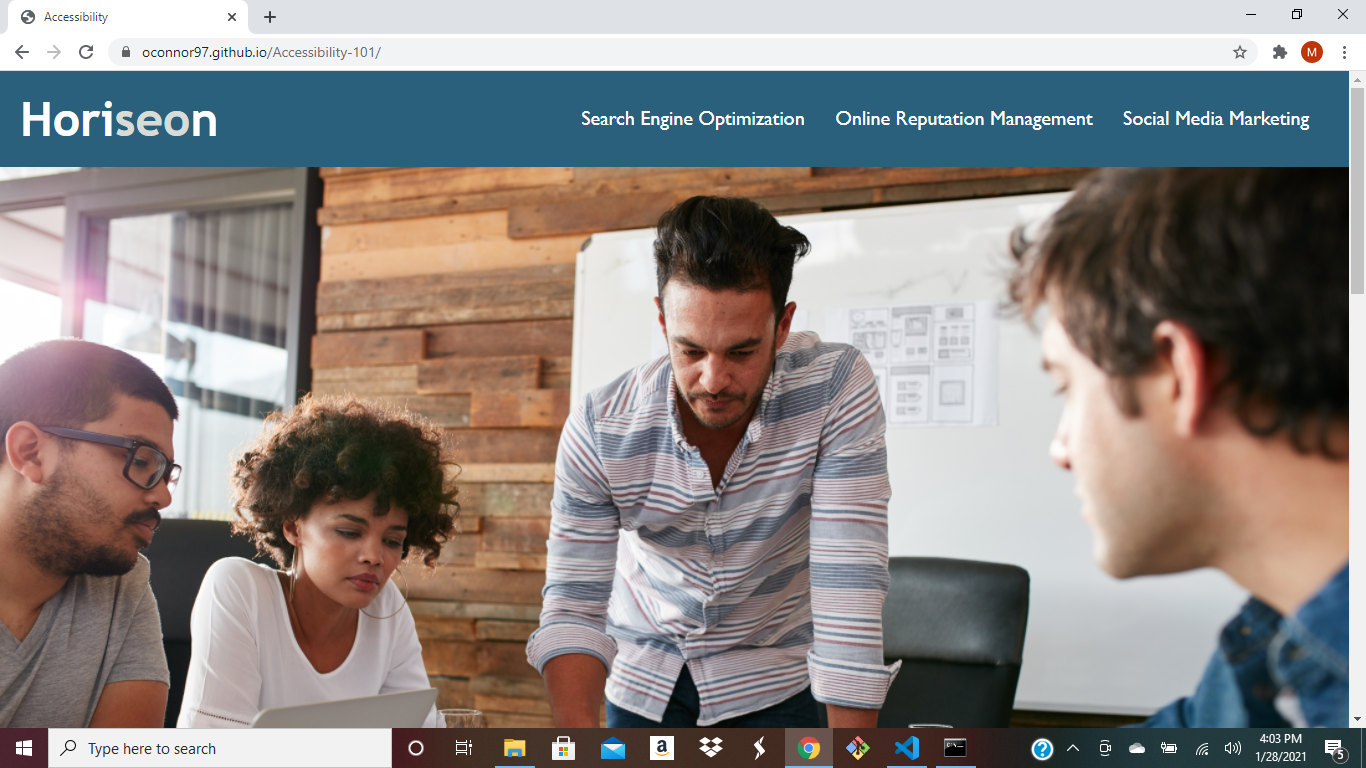 Accessibility
oconnor97.github.io/Accessibility-101/
M
Horiseon
Search Engine Optimization Online Reputation Management Social Media Marketing
Type here to search
4:03 PM
1/28/2021
5